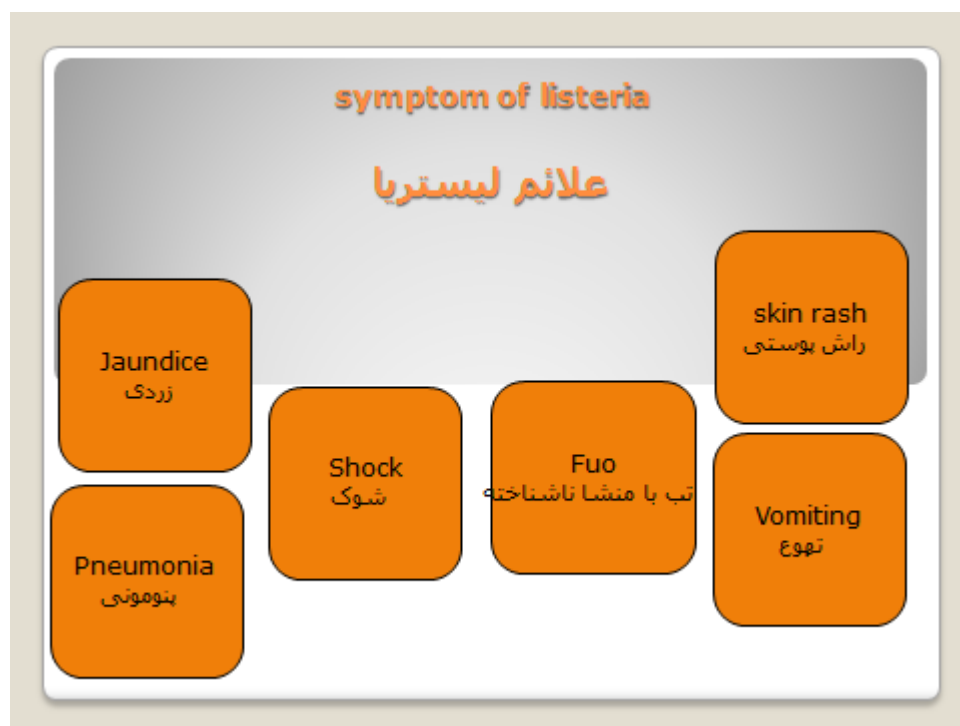 symptom of listeria
علائم لیستریا
skin rash
راش پوستی
Jaundice
زردی
Shock
شوک
Fuo
تب با منشا ناشناخته
Vomiting
تهوع
Pneumonia
پنومونی